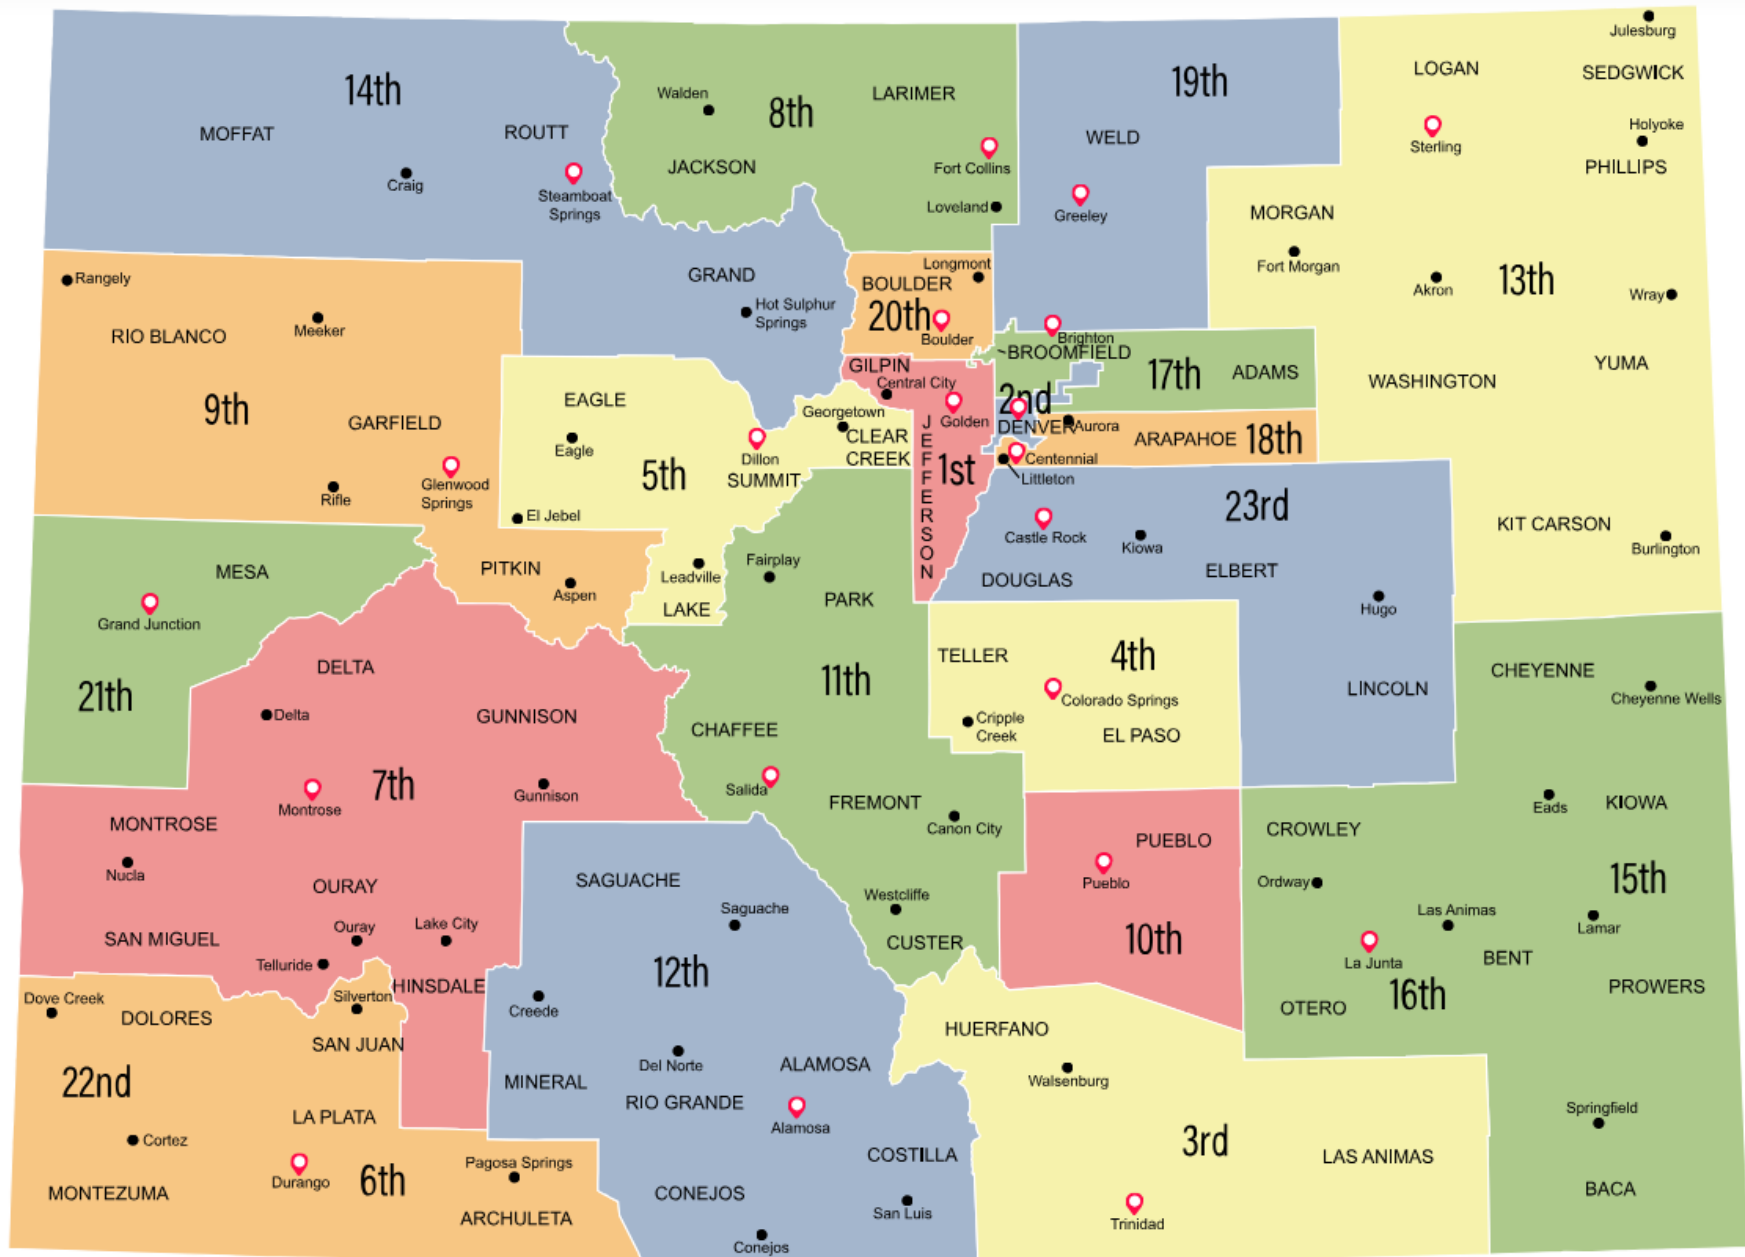 Julesburg
14th
8th
19th
LOGAN
SEDGWICK
Walden
LARIMER
MOFFAT
ROUTT
WELD
Holyoke
Sterling
JACKSON
Fort Collins
PHILLIPS
Craig
Steamboat
Springs
Loveland
Greeley
MORGAN
Rangely
GRAND
Longmont
BOULDER
Fort Morgan
Akron
13th
Wray
Hot Sulphur
Springs
20th
Boulder
RIO BLANCO
Meeker
Brighton
BROOMFIELD
GILPIN
Central City
17th
ADAMS
WASHINGTON
YUMA
9th
GARFIELD
EAGLE
Georgetown
Golden
2nd
DENVER
Aurora
Eagle
Dillon
CLEAR
CREEK
JEFFERSON
1st
ARAPAHOE
18th
Centennial
Littleton
Glenwood
Springs
Rifle
5th
SUMMIT
El Jebel
23rd
Castle Rock
Kiowa
KIT CARSON
Burlington
MESA
PITKIN
Aspen
Leadville
LAKE
Fairplay
PARK
DOUGLAS
ELBERT
Hugo
Grand Junction
21th
DELTA
Delta
GUNNISON
11th
TELLER
4th
Colorado Springs
Cripple
Creek
EL PASO
LINCOLN
CHEYENNE
Cheyenne Wells
CHAFFEE
7th
Montrose
Gunnison
Salida
FREMONT
Canon City
Eads
KIOWA
MONTROSE
Nucla
PUEBLO
Pueblo
CROWLEY
Ordway
15th
OURAY
SAGUACHE
Saguache
Westcliffe
CUSTER
10th
Las Animas
Lamar
SAN MIGUEL
Ouray
Lake City
Telluride
La Junta
BENT
12th
HINSDALE
Dove Creek
Silverton
Creede
OTERO
16th
PROWERS
DOLORES
SAN JUAN
HUERFANO
22nd
Del Norte
ALAMOSA
Walsenburg
MINERAL
RIO GRANDE
LA PLATA
Alamosa
Springfield
Cortez
3rd
COSTILLA
LAS ANIMAS
Pagosa Springs
Durango
6th
MONTEZUMA
CONEJOS
San Luis
BACA
ARCHULETA
Trinidad
Conejos